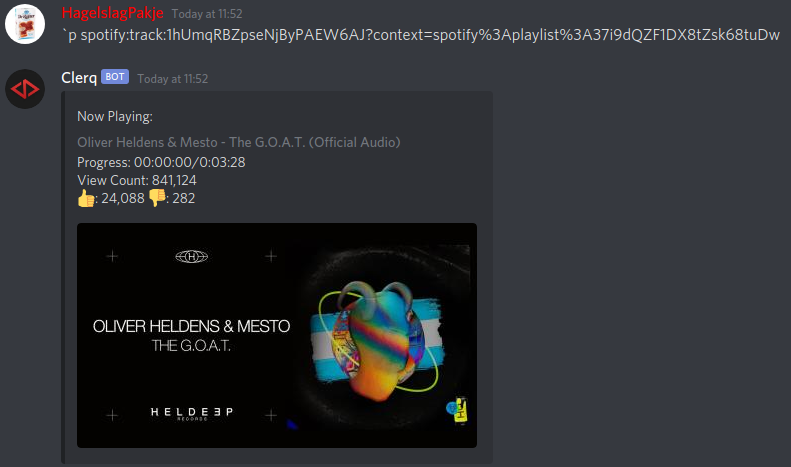 HagelslagPakje Today at 11:52
`p spotify:track:1hUmqRBZpseNjByPAEW6AJ?context=spotify%3Aplaylist%3A37i9dQZF1DX8tZsk68tuDw
Clerq BOT Today at 11:52
Now Playing:
Oliver Heldens & Mesto - The G.O.A.T. (Official Audio)
Progress: 00:00:00/0:03:28
View Count: 841,124
👍: 24,088 👎: 282
H
OLIVER HELDENS & MESTO
THE G.O.A.T.
HELDEEP
RECORDS